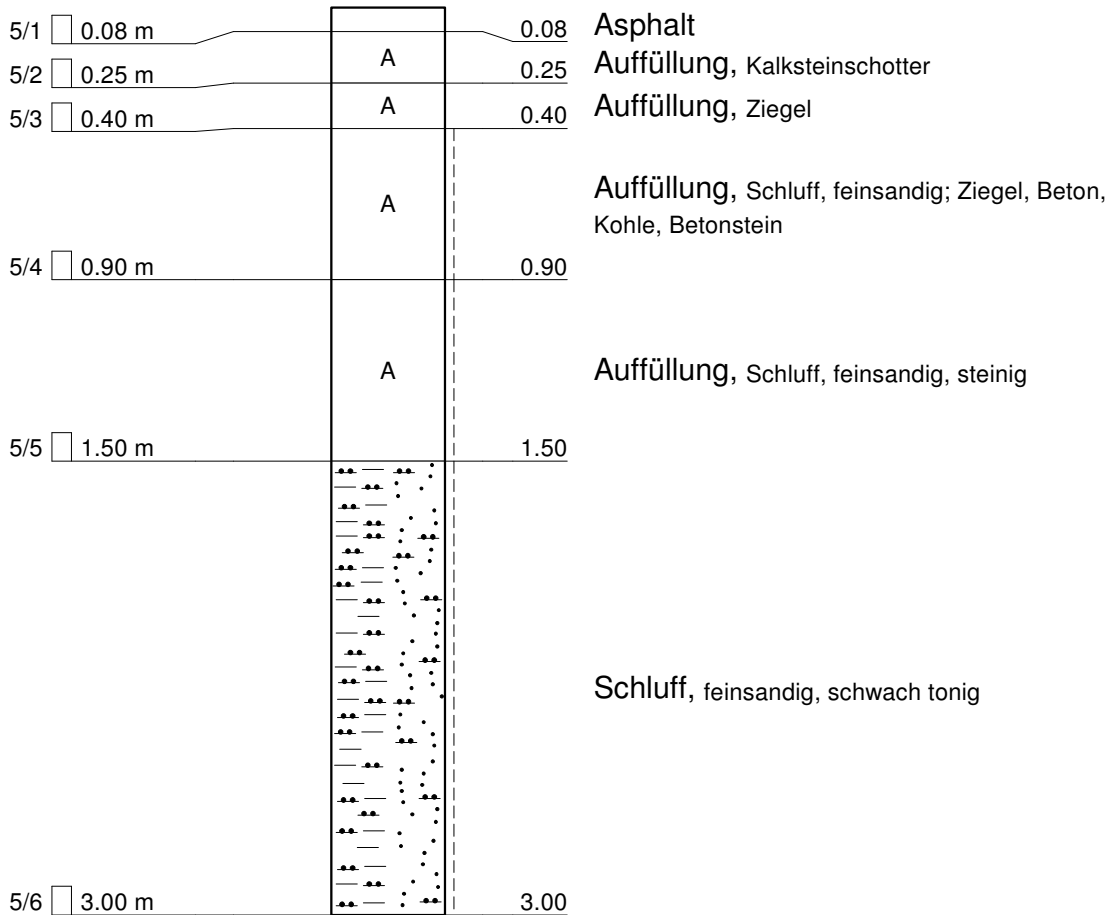 5/1 0.08 m 0.08 Asphalt
A
5/2 0.25 m 0.25 Auffüllung, Kalksteinschotter
A
5/3 0.40 m 0.40 Auffüllung, Ziegel
A
Auffüllung, Schluff, feinsandig; Ziegel, Beton,
Kohle, Betonstein
5/4 0.90 m 0.90
A Auffüllung, Schluff, feinsandig, steinig
5/5 1.50 m 1.50
Schluff, feinsandig, schwach tonig
5/6 3.00 m 3.00